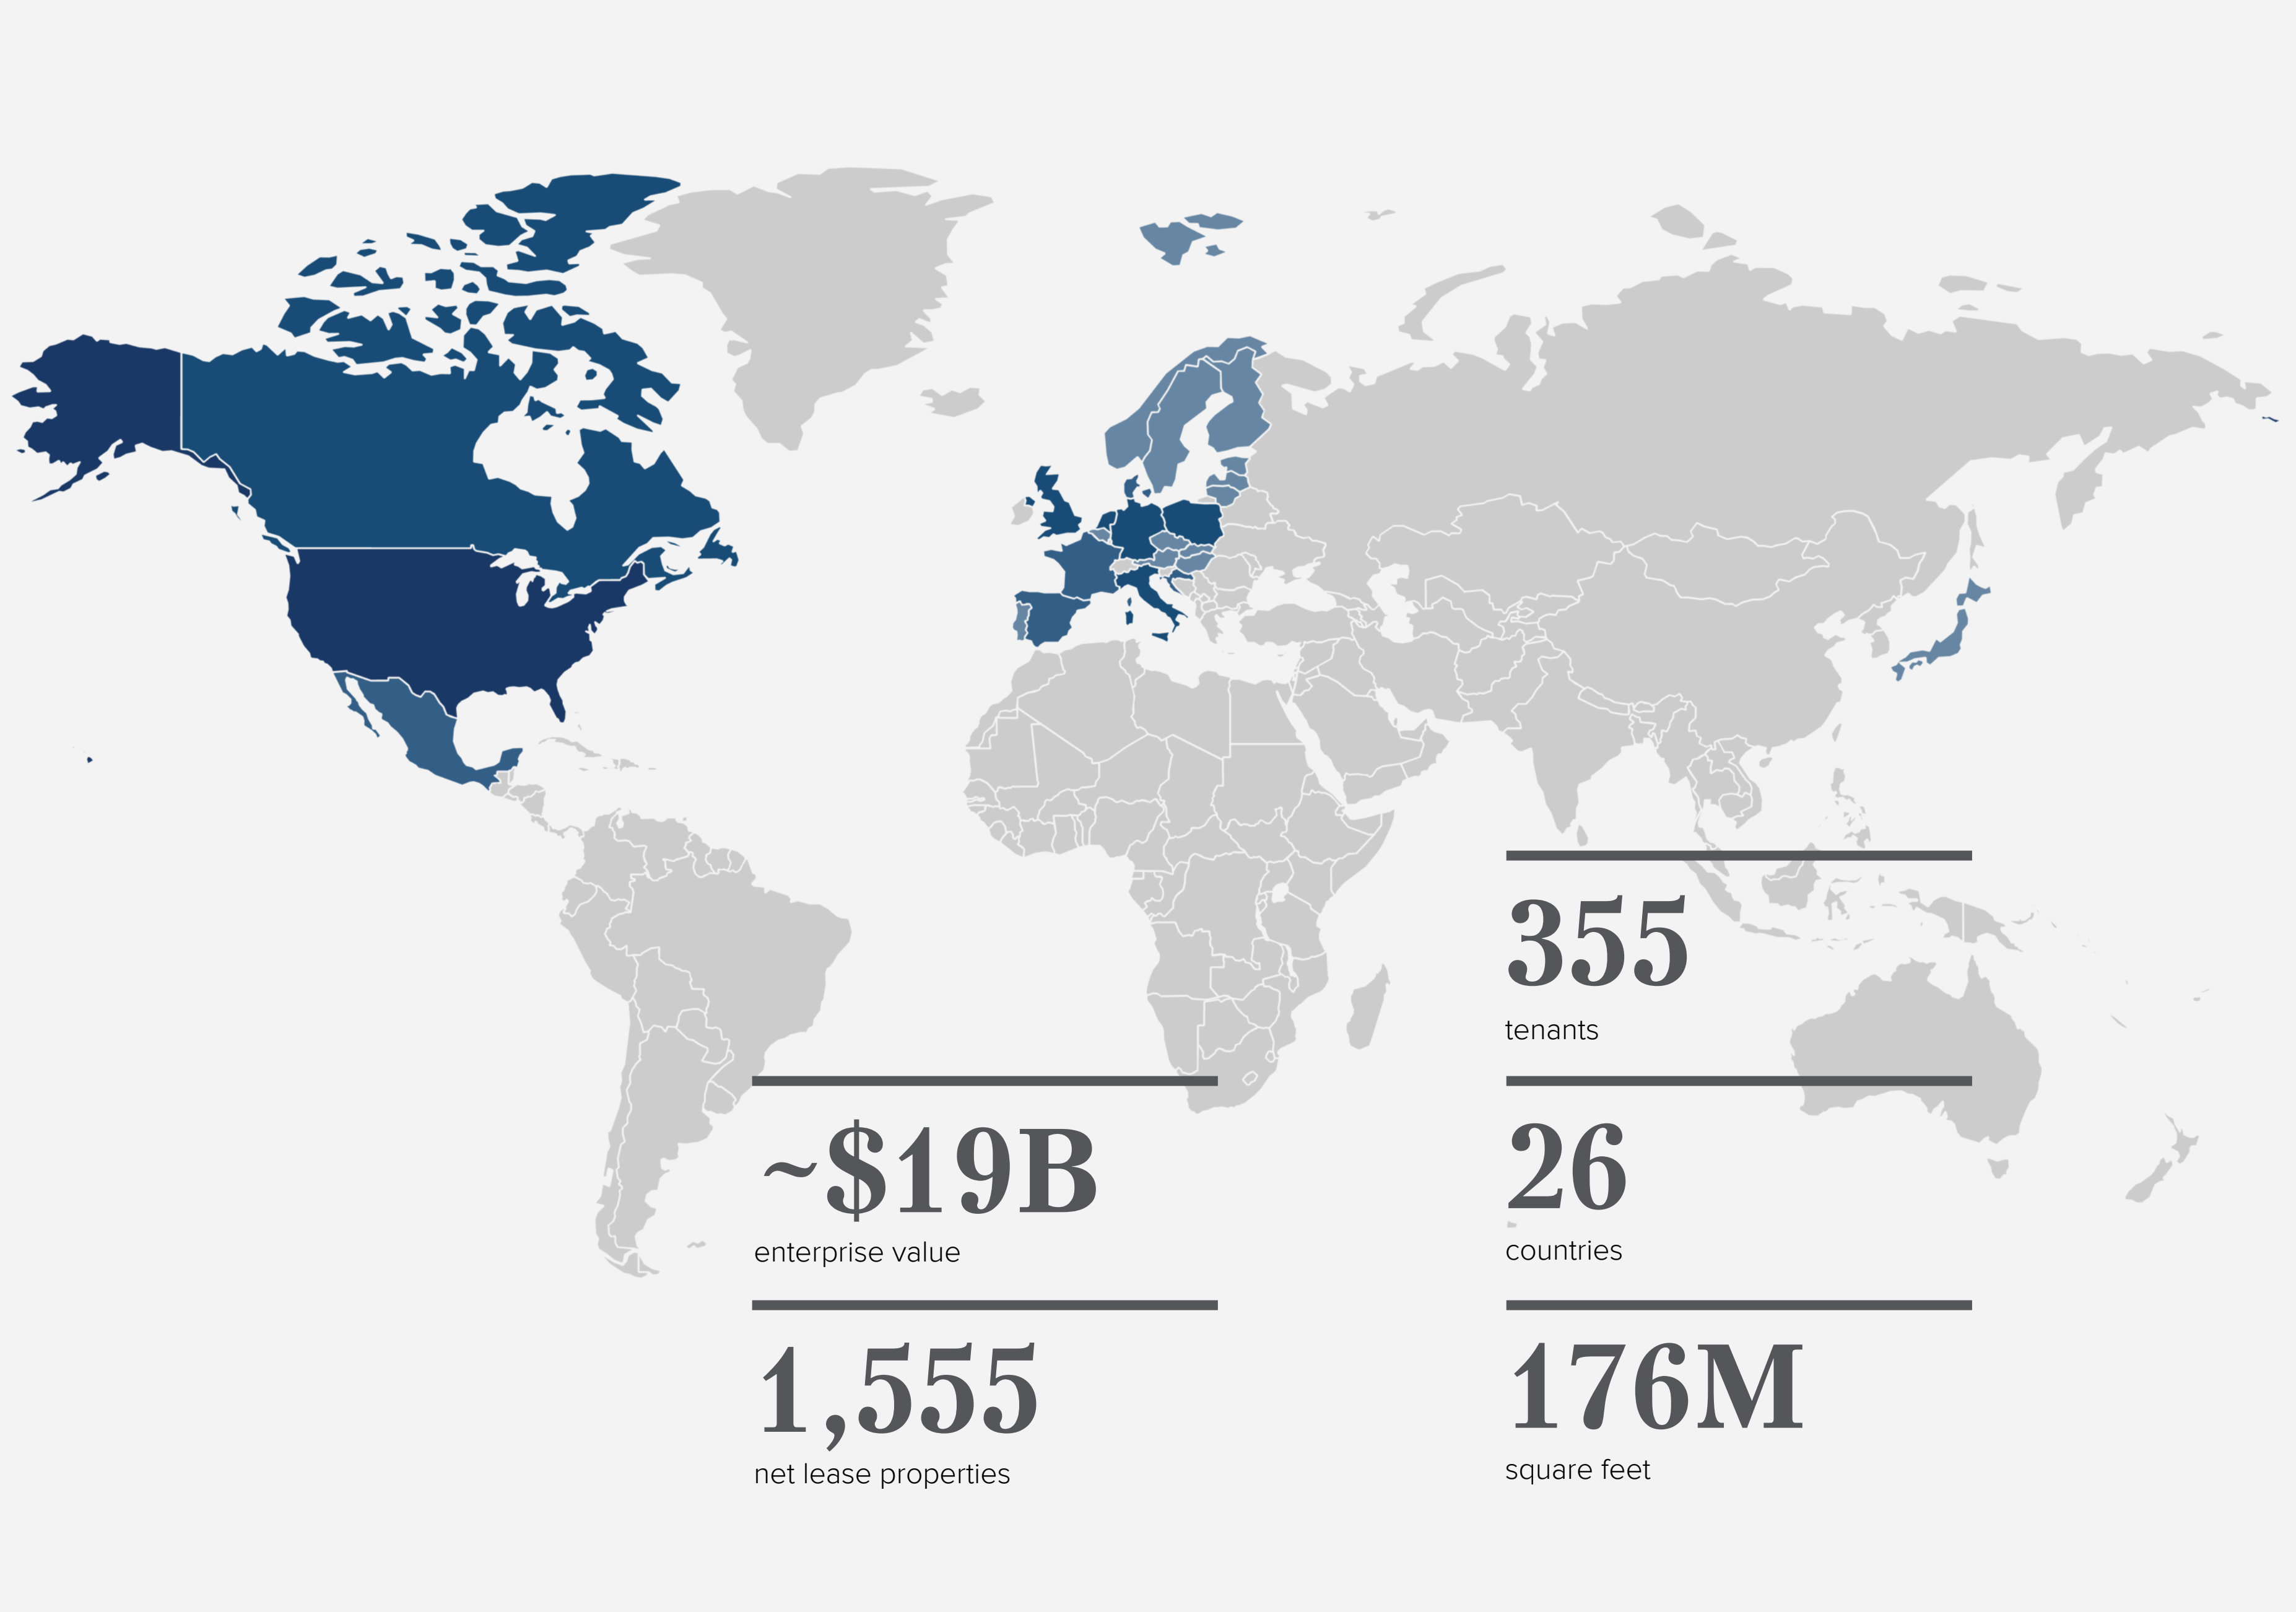 ~$19B
enterprise value
1,555
net lease properties
355
tenants
26
countries
176M
square feet